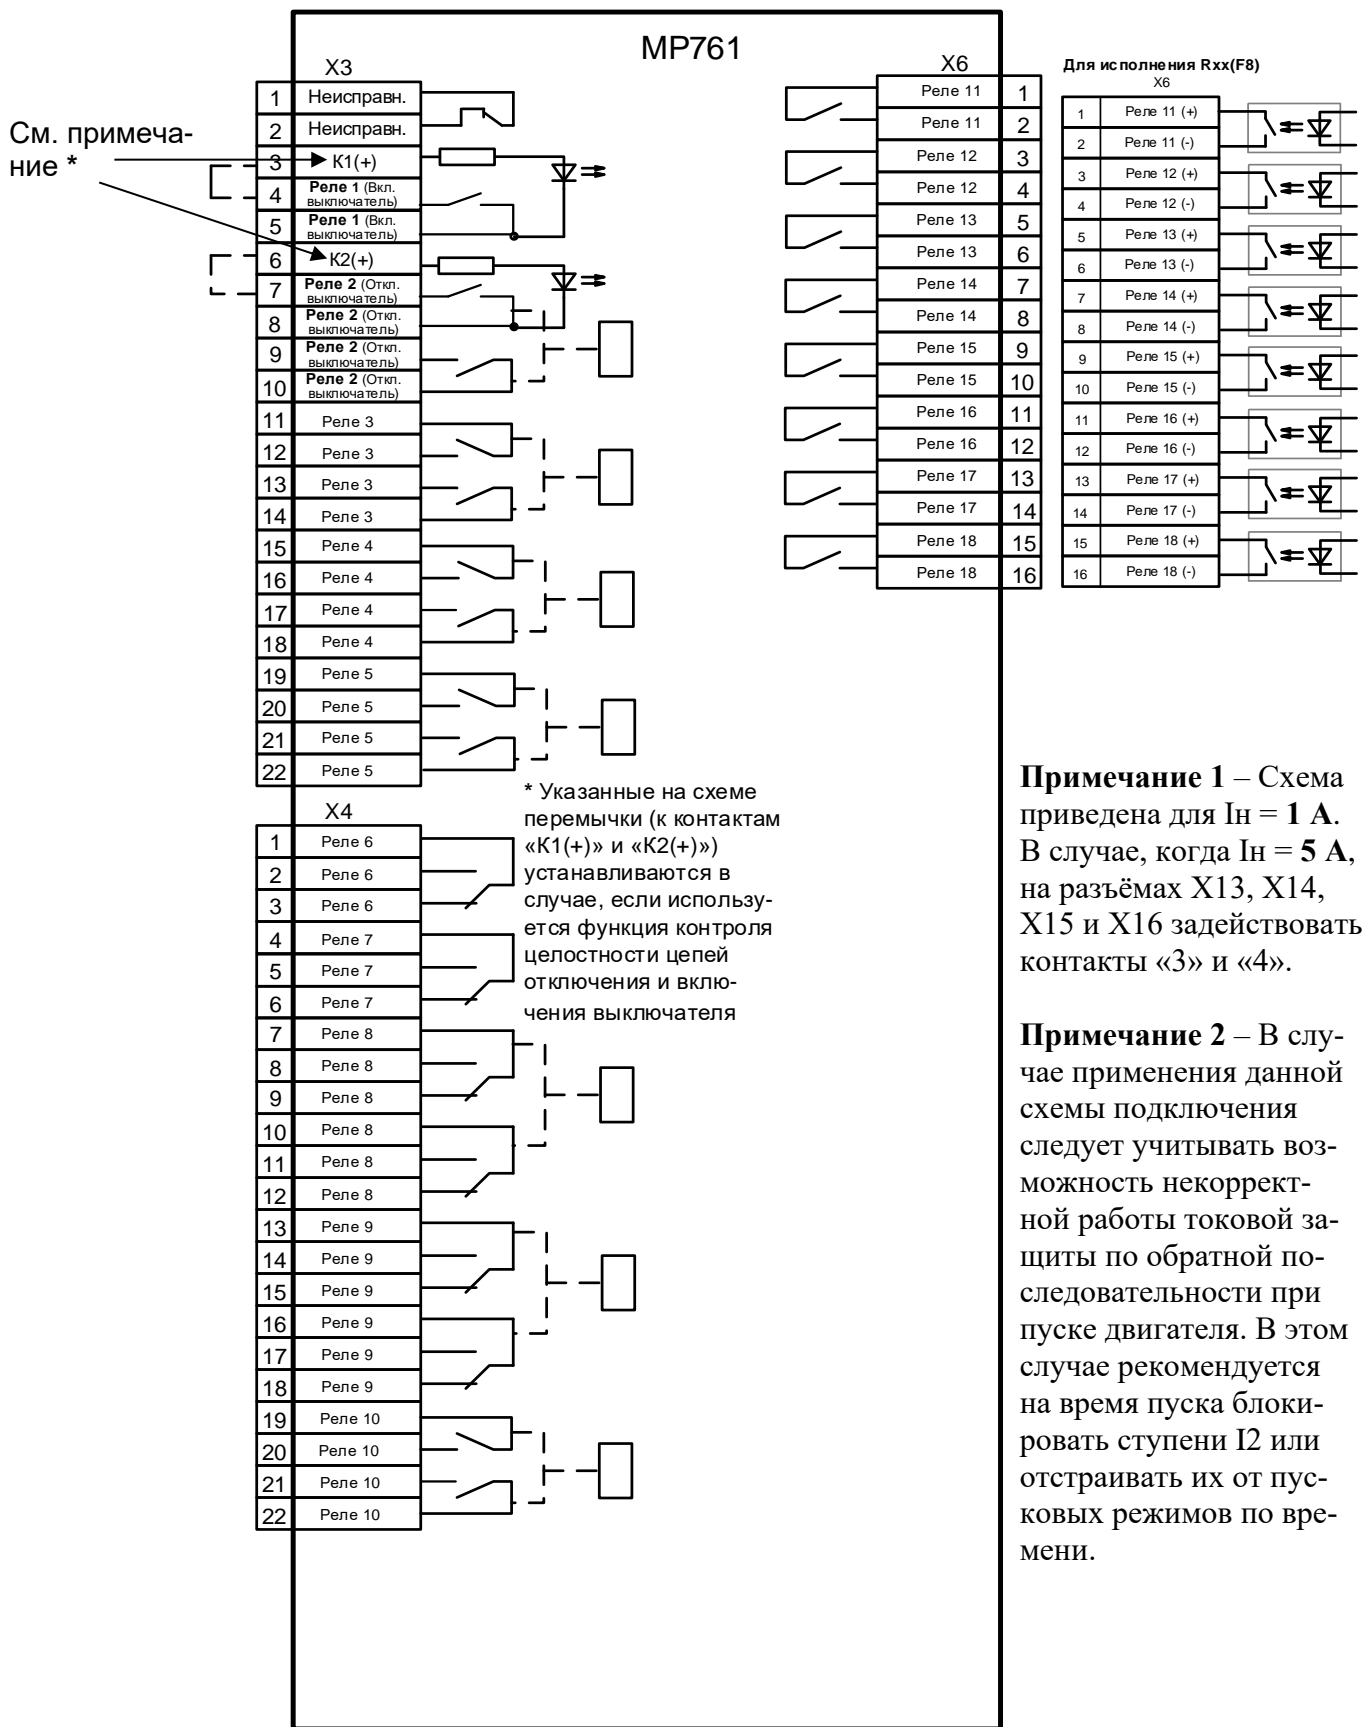 МР761
См. примеча-
ние *
X3
1 Неисправн.
2 Неисправн.
3 К1(+)
4 Реле 1 (Вкл. выключатель)
5 Реле 1 (Вкл. выключатель)
6 К2(+)
7 Реле 2 (Откл. выключатель)
8 Реле 2 (Откл. выключатель)
9 Реле 2 (Откл. выключатель)
10 Реле 2 (Откл. выключатель)
11 Реле 3
12 Реле 3
13 Реле 3
14 Реле 3
15 Реле 4
16 Реле 4
17 Реле 4
18 Реле 4
19 Реле 5
20 Реле 5
21 Реле 5
22 Реле 5
X4
1 Реле 6
2 Реле 6
3 Реле 6
4 Реле 7
5 Реле 7
6 Реле 7
7 Реле 8
8 Реле 8
9 Реле 8
10 Реле 8
11 Реле 8
12 Реле 8
13 Реле 9
14 Реле 9
15 Реле 9
16 Реле 9
17 Реле 9
18 Реле 9
19 Реле 10
20 Реле 10
21 Реле 10
22 Реле 10
* Указанные на схеме
перемычки (к контактам
«К1(+)» и «К2(+)»)
устанавливаются в
случае, если использу-
ется функция контроля
целостности цепей
отключения и вклю-
чения выключателя
X6
Реле 11 1
Реле 11 2
Реле 12 3
Реле 12 4
Реле 13 5
Реле 13 6
Реле 14 7
Реле 14 8
Реле 15 9
Реле 15 10
Реле 16 11
Реле 16 12
Реле 17 13
Реле 17 14
Реле 18 15
Реле 18 16
Для исполнения Rxx(F8)
X6
1 Реле 11 (+)
2 Реле 11 (-)
3 Реле 12 (+)
4 Реле 12 (-)
5 Реле 13 (+)
6 Реле 13 (-)
7 Реле 14 (+)
8 Реле 14 (-)
9 Реле 15 (+)
10 Реле 15 (-)
11 Реле 16 (+)
12 Реле 16 (-)
13 Реле 17 (+)
14 Реле 17 (-)
15 Реле 18 (+)
16 Реле 18 (-)
Примечание 1 – Схема
приведена для Iн = 1 А.
В случае, когда Iн = 5 А,
на разъёмах X13, X14,
X15 и X16 задействовать
контакты «3» и «4».
Примечание 2 – В слу-
чае применения данной
схемы подключения
следует учитывать воз-
можность некоррект-
ной работы токовой за-
щиты по обратной по-
следовательности при
пуске двигателя. В этом
случае рекомендуется
на время пуска блоки-
ровать ступени I2 или
отстраивать их от пус-
ковых режимов по вре-
мени.